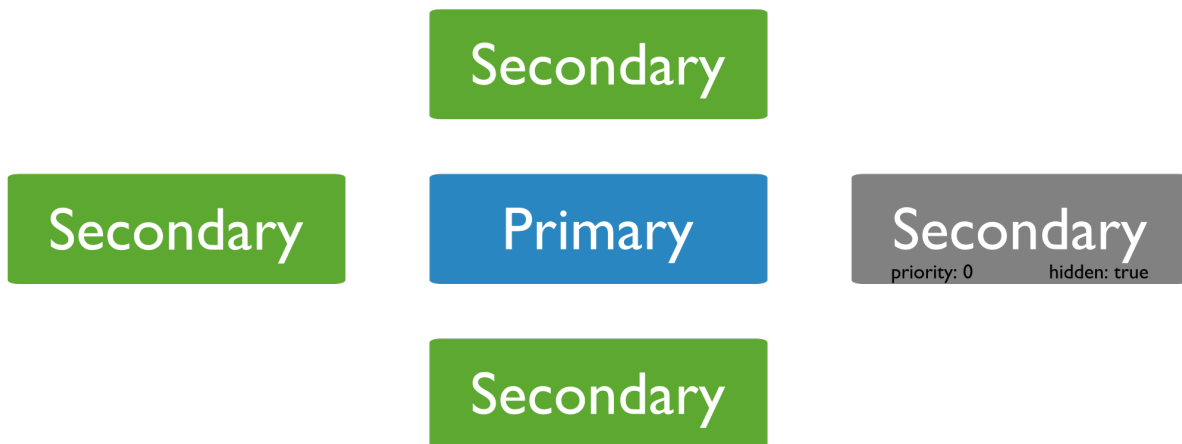 Secondary
Secondary
Primary
Secondary
priority: 0
hidden: true
Secondary